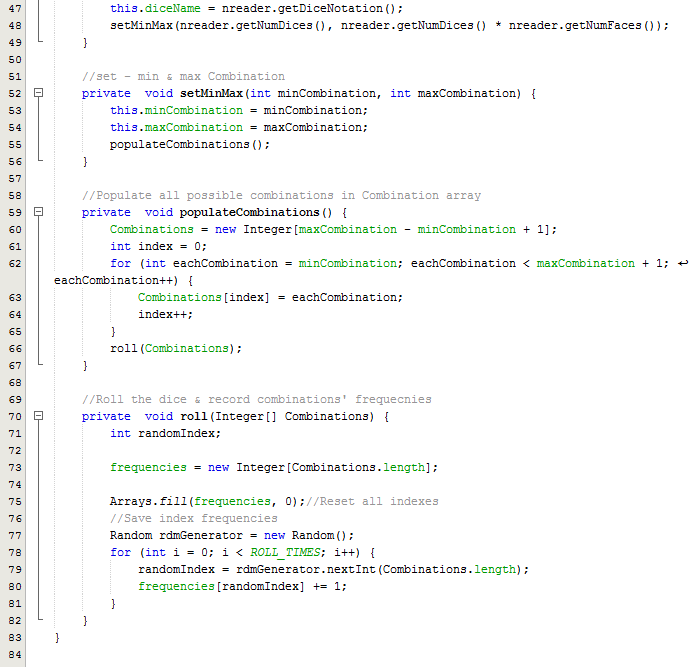 47 this.diceName = nreader.getDiceNotation();
48 setMinMax(nreader.getNumDices(), nreader.getNumDices() * nreader.getNumFaces());
49 }
50
51 //set - min & max Combination
52 private  void setMinMax(int minCombination, int maxCombination) {
53 this.minCombination = minCombination;
54 this.maxCombination = maxCombination;
55 populateCombinations();
56 }
57
58 //Populate all possible combinations in Combination array
59 private  void populateCombinations() {
60 Combinations = new Integer[maxCombination - minCombination + 1];
61 int index = 0;
62 for (int eachCombination = minCombination; eachCombination < maxCombination + 1; ↩
eachCombination++) {
63 Combinations[index] = eachCombination;
64 index++;
65 }
66 roll(Combinations);
67 }
68
69 //Roll the dice & record combinations' frequecnies
70 private  void roll(Integer[] Combinations) {
71 int randomIndex;
72
73 frequencies = new Integer[Combinations.length];
74
75 Arrays.fill(frequencies, 0);//Reset all indexes
76 //Save index frequencies
77 Random rdmGenerator = new Random();
78 for (int i = 0; i < ROLL_TIMES; i++) {
79 randomIndex = rdmGenerator.nextInt(Combinations.length);
80 frequencies[randomIndex] += 1;
81 }
82 }
83 }
84